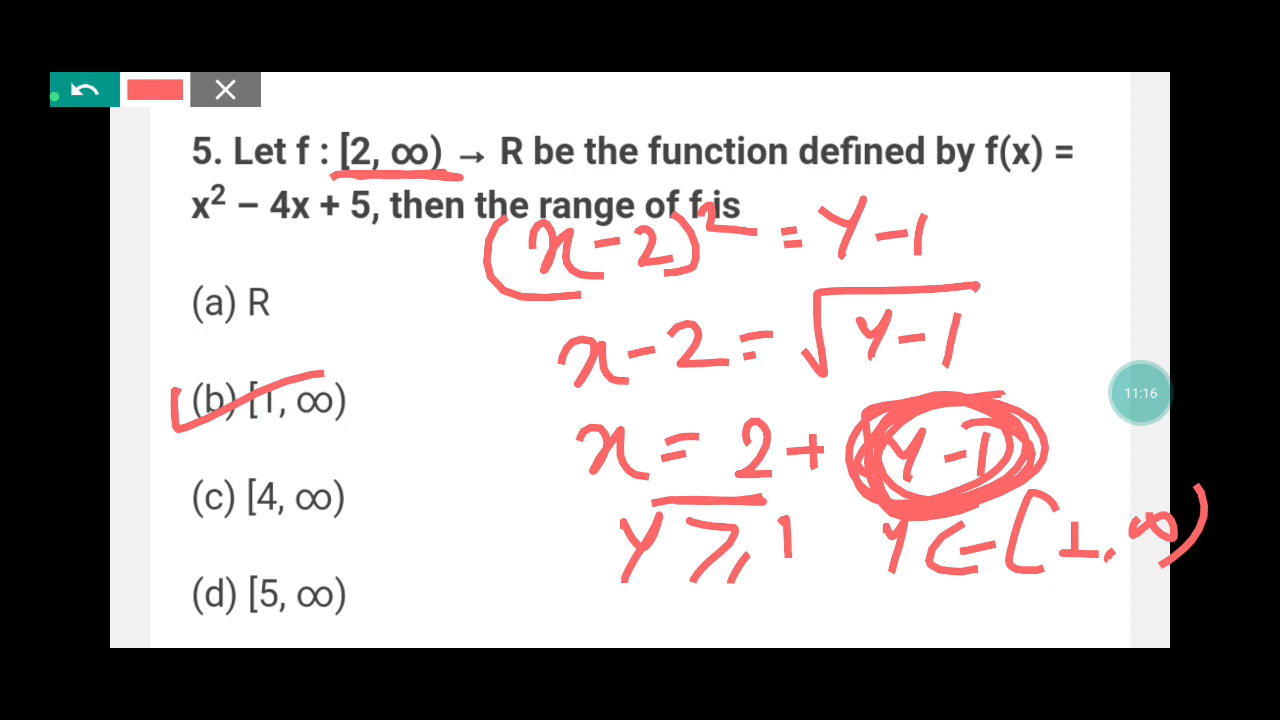 5. Let f : [2, ∞) → R be the function defined by f(x) =
x² – 4x + 5, then the range of f is
(x-2)² = y-1
(a) R
x-2 = √y-1
(b) [1, ∞)
11:16
x = 2 + √y-1
(c) [4, ∞)
y ⩾ 1 y ∈ [1, ∞)
(d) [5, ∞)